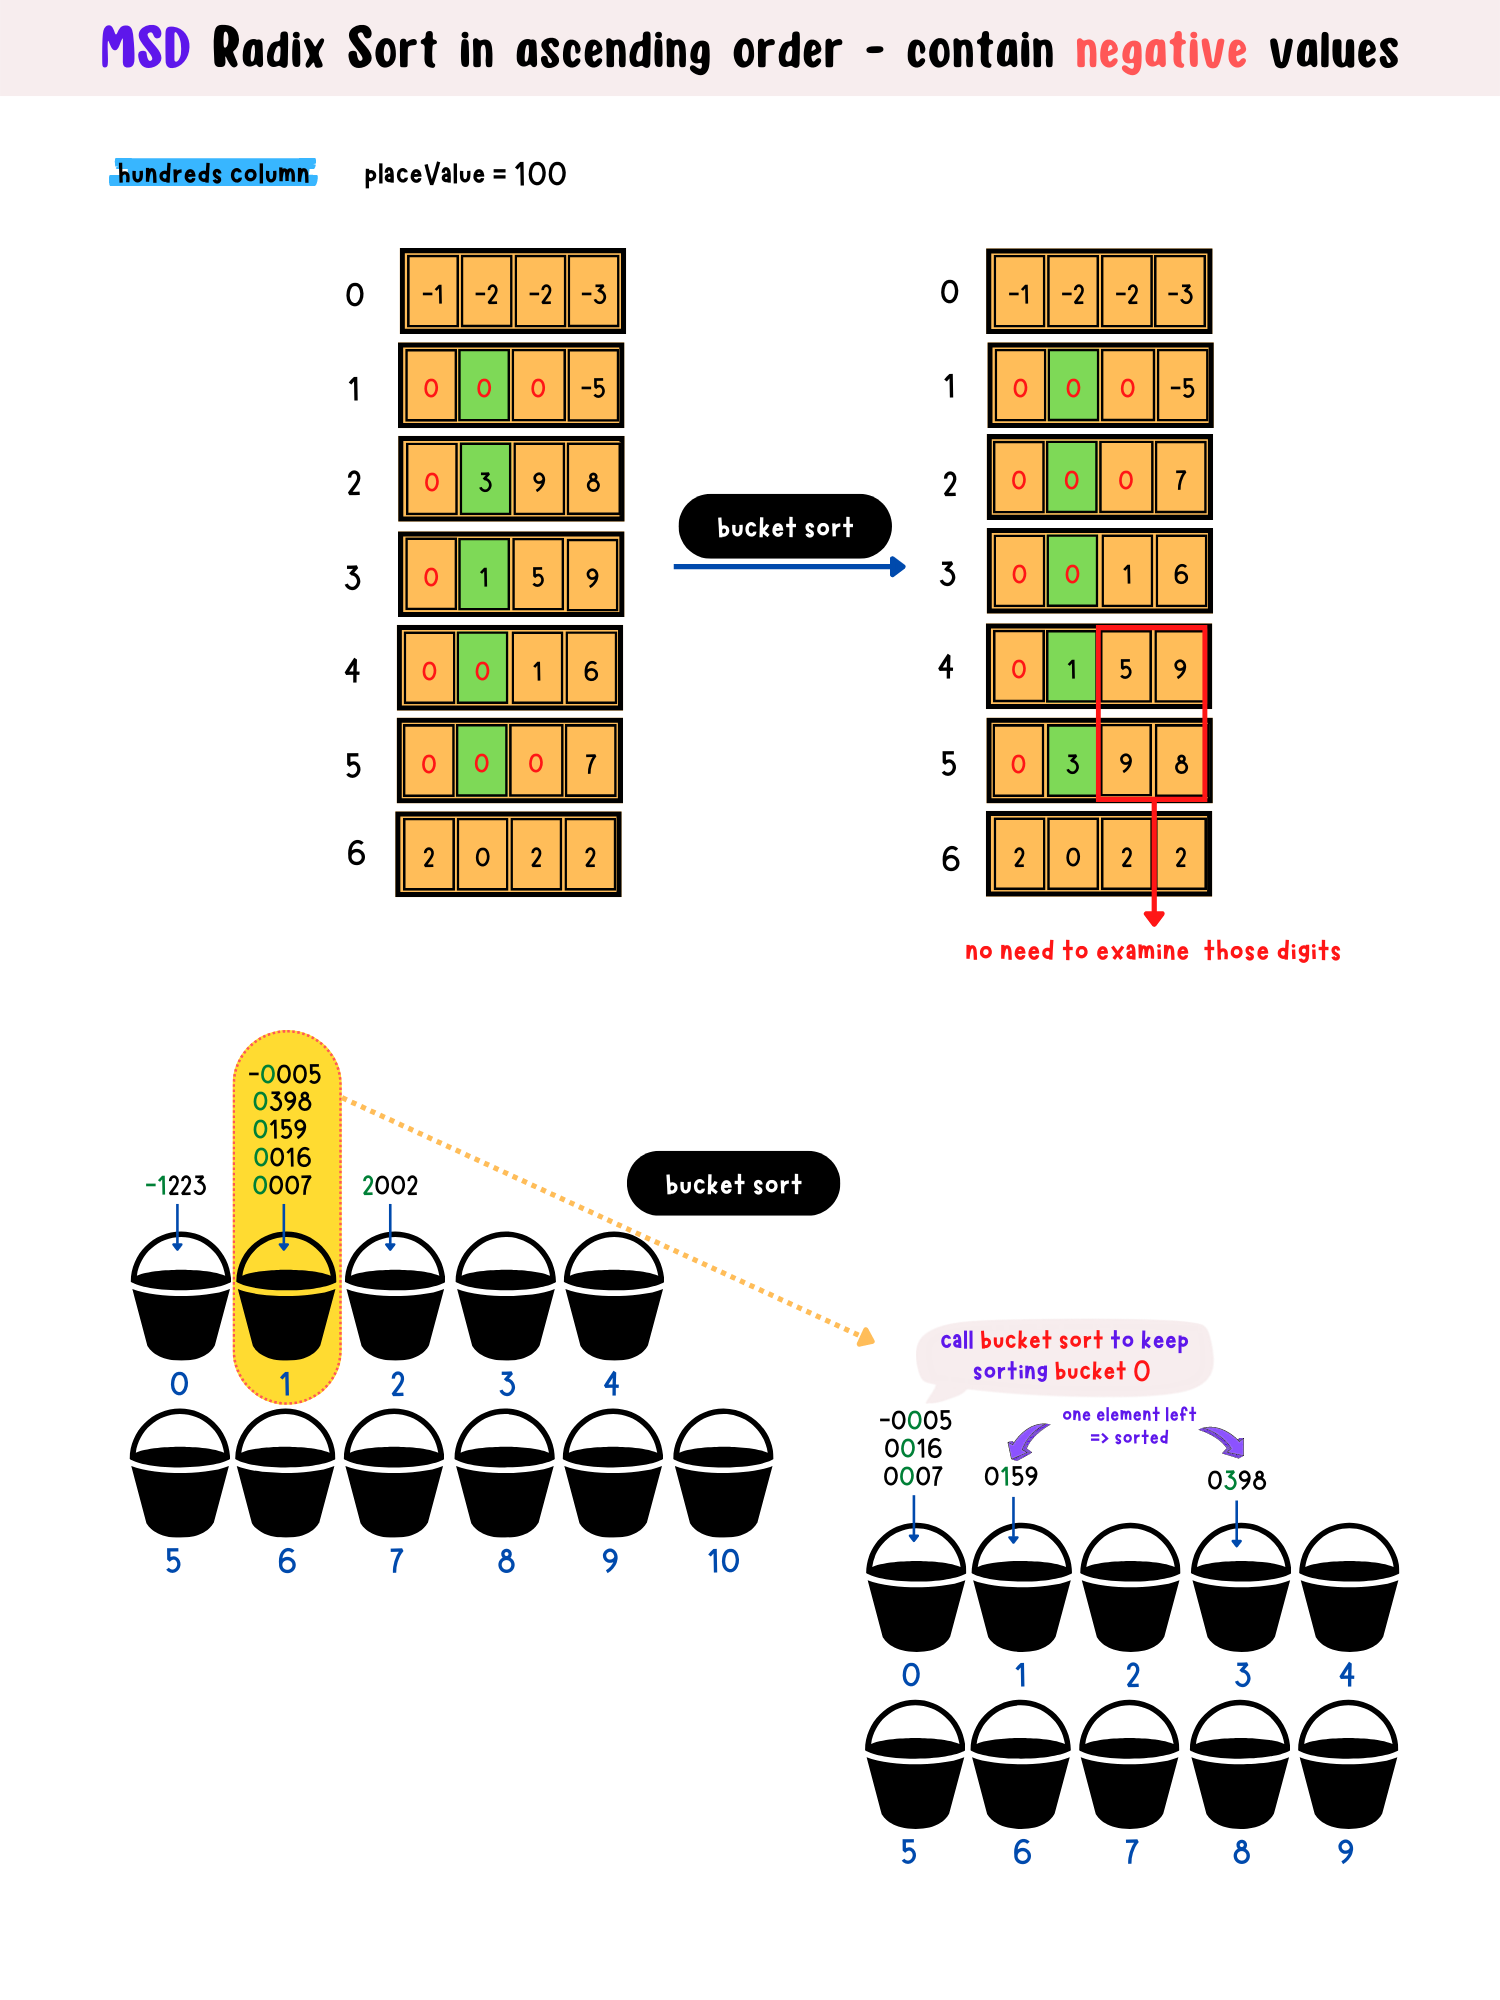 MSD Radix Sort in ascending order - contain negative values
hundreds column placeValue = 100
0 -1 -2 -2 -3
1 0 0 0 -5
2 0 3 9 8
3 0 1 5 9
4 0 0 1 6
5 0 0 0 7
6 2 0 2 2
bucket sort
0 -1 -2 -2 -3
1 0 0 0 -5
2 0 0 0 7
3 0 0 1 6
4 0 1 5 9
5 0 3 9 8
6 2 0 2 2
no need to examine those digits
-0005
0398
0159
0016
-1223 0007 2002
bucket sort
0 1 2 3 4
5 6 7 8 9 10
call bucket sort to keep
sorting bucket 0
one element left
=> sorted
-0005
0016
0007 0159 0398
0 1 2 3 4
5 6 7 8 9